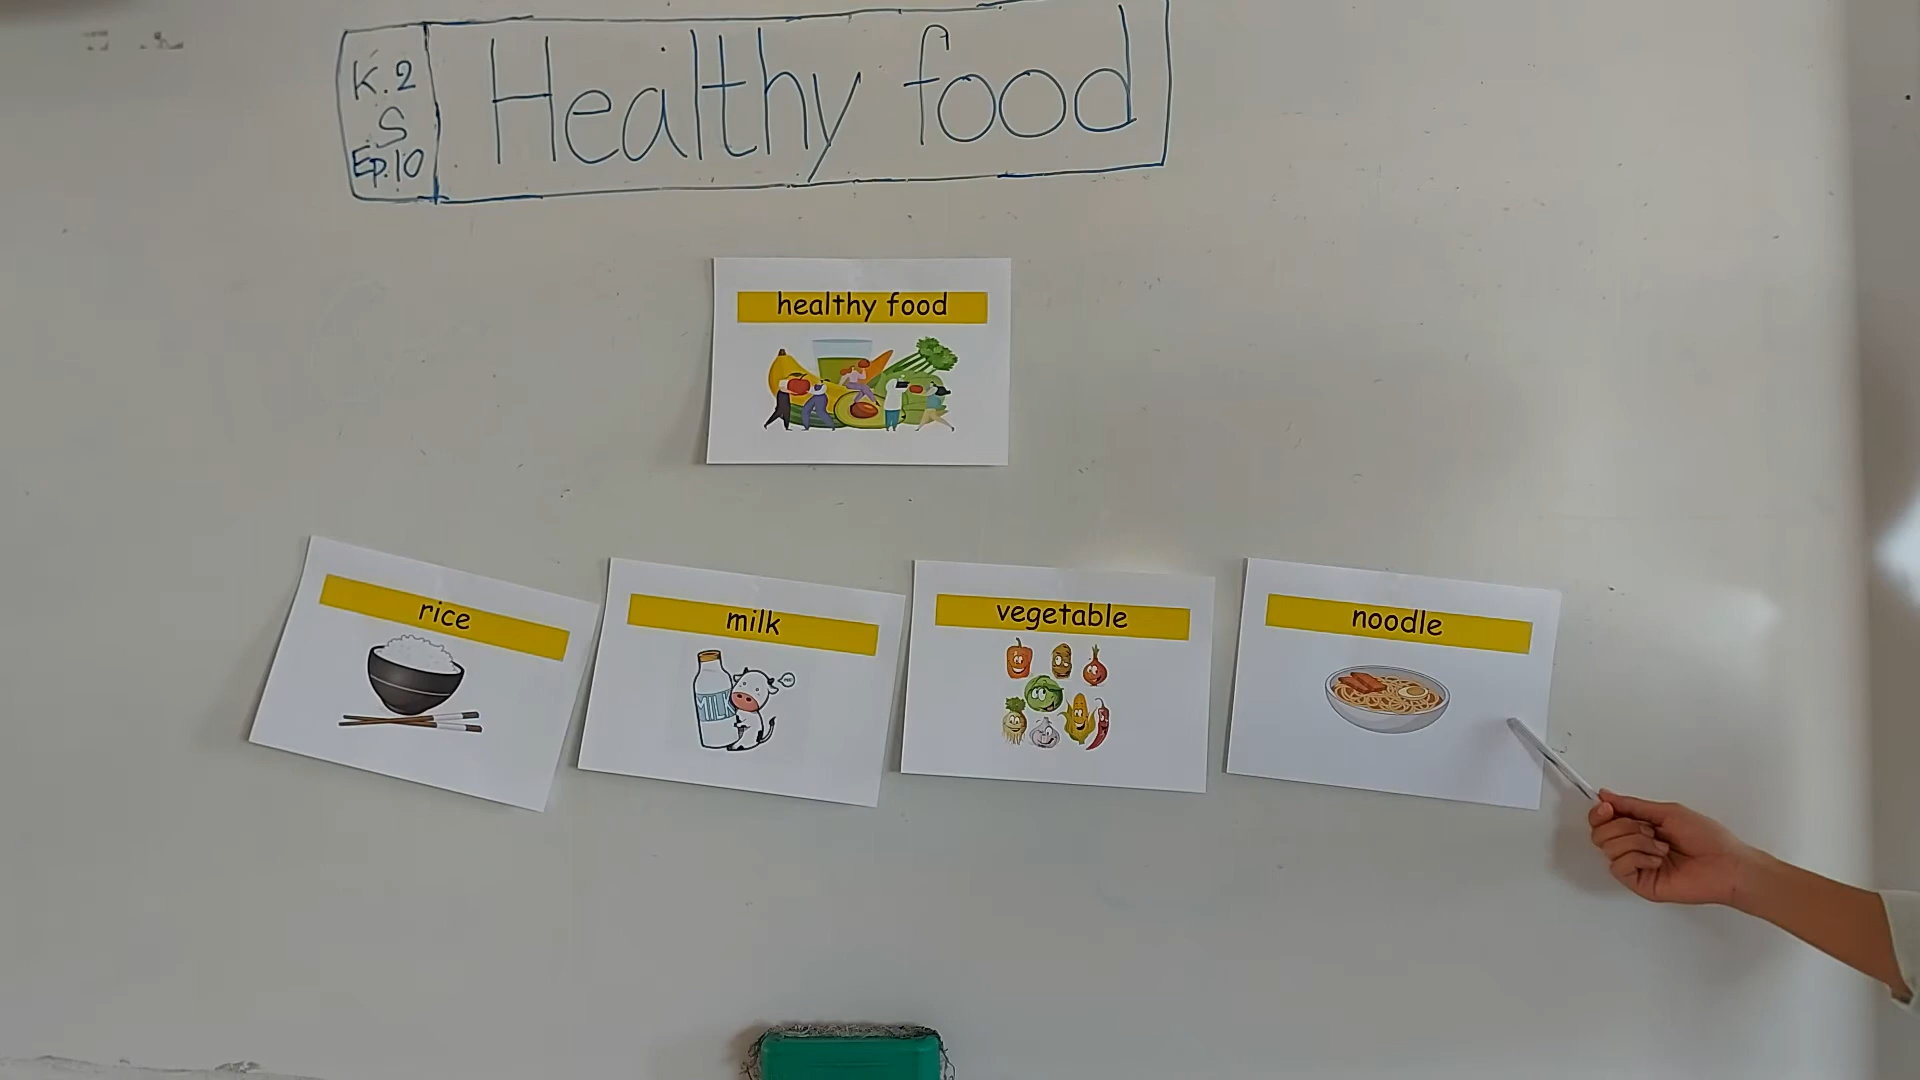 K.2
S
Ep.10
Healthy food
healthy food
rice
milk
vegetable
noodle
MILK